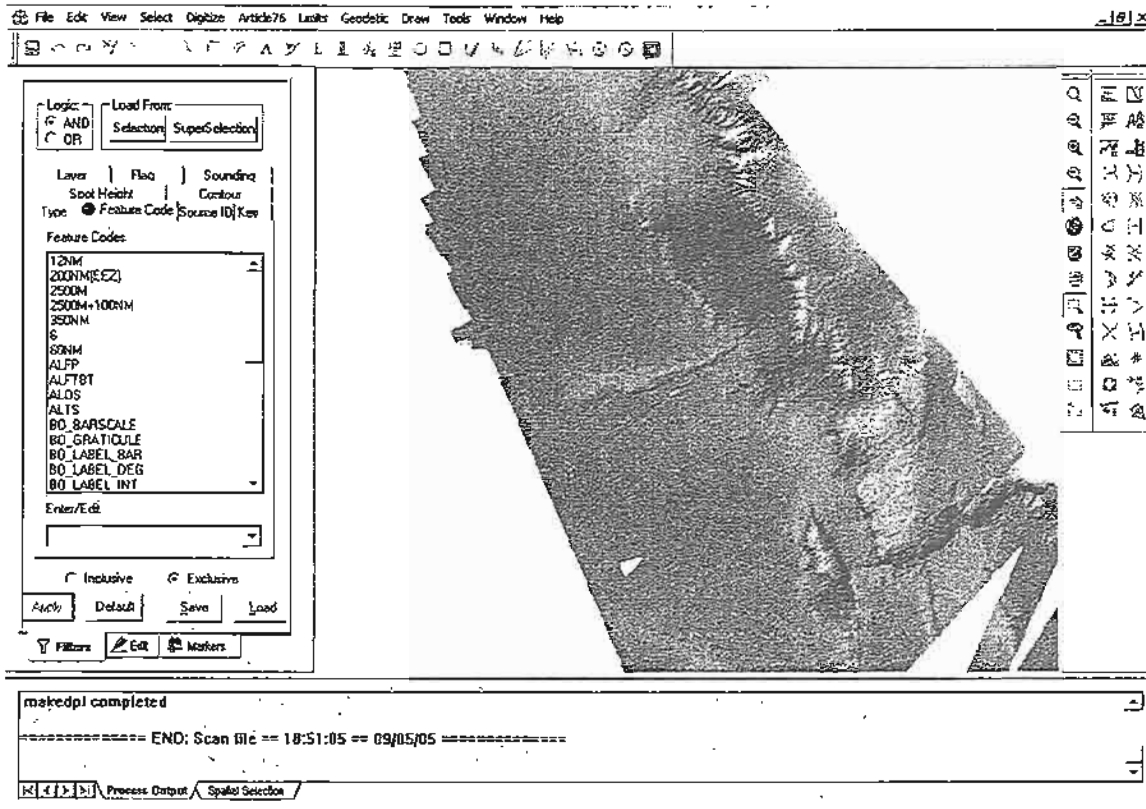 File Edit View Select Digitize Article76 Limits Geodetic Draw Tools Window Help
Logic: Load From:
AND
OR
Selection SuperSelection
Layer Flag Sounding
Spot Height Contour
Type Feature Code Source ID Key
Feature Codes
12NM
200NM(EEZ)
2500M
2500M+100NM
350NM
6
60NM
ALFP
ALFTBT
ALOS
ALTS
BO_BARSCALE
BO_GRATICULE
BO_LABEL_BAR
BO_LABEL_DEG
BO_LABEL_INT
Enter/Edit
Inclusive Exclusive
Apply Default Save Load
Filters Edit Markers
makedpl completed
============== END: Scan file == 18:51:05 == 09/05/05 ==============
Process Output Spatial Selection